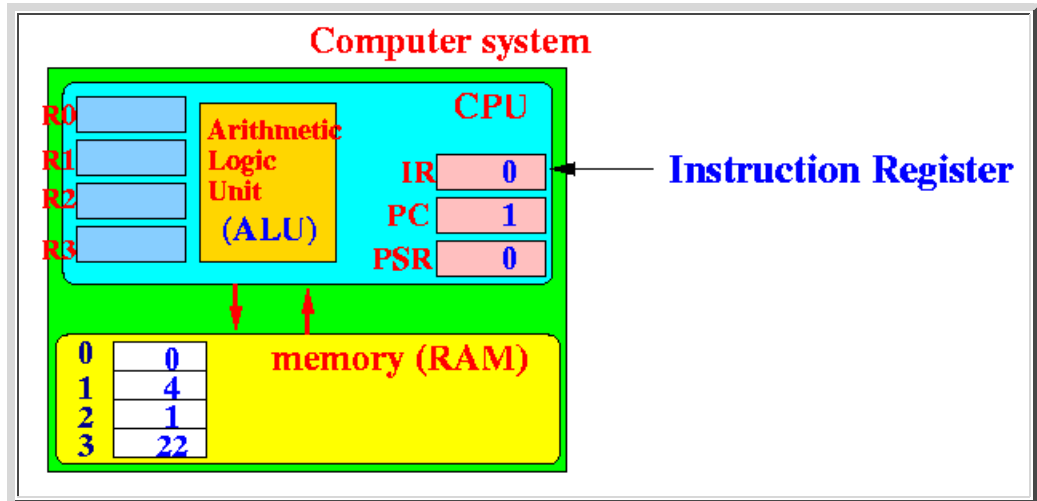 Computer system
CPU
R0
R1
R2
R3
Arithmetic
Logic
Unit
(ALU)
IR 0
PC 1
PSR 0
Instruction Register
memory (RAM)
0 0
1 4
2 1
3 22